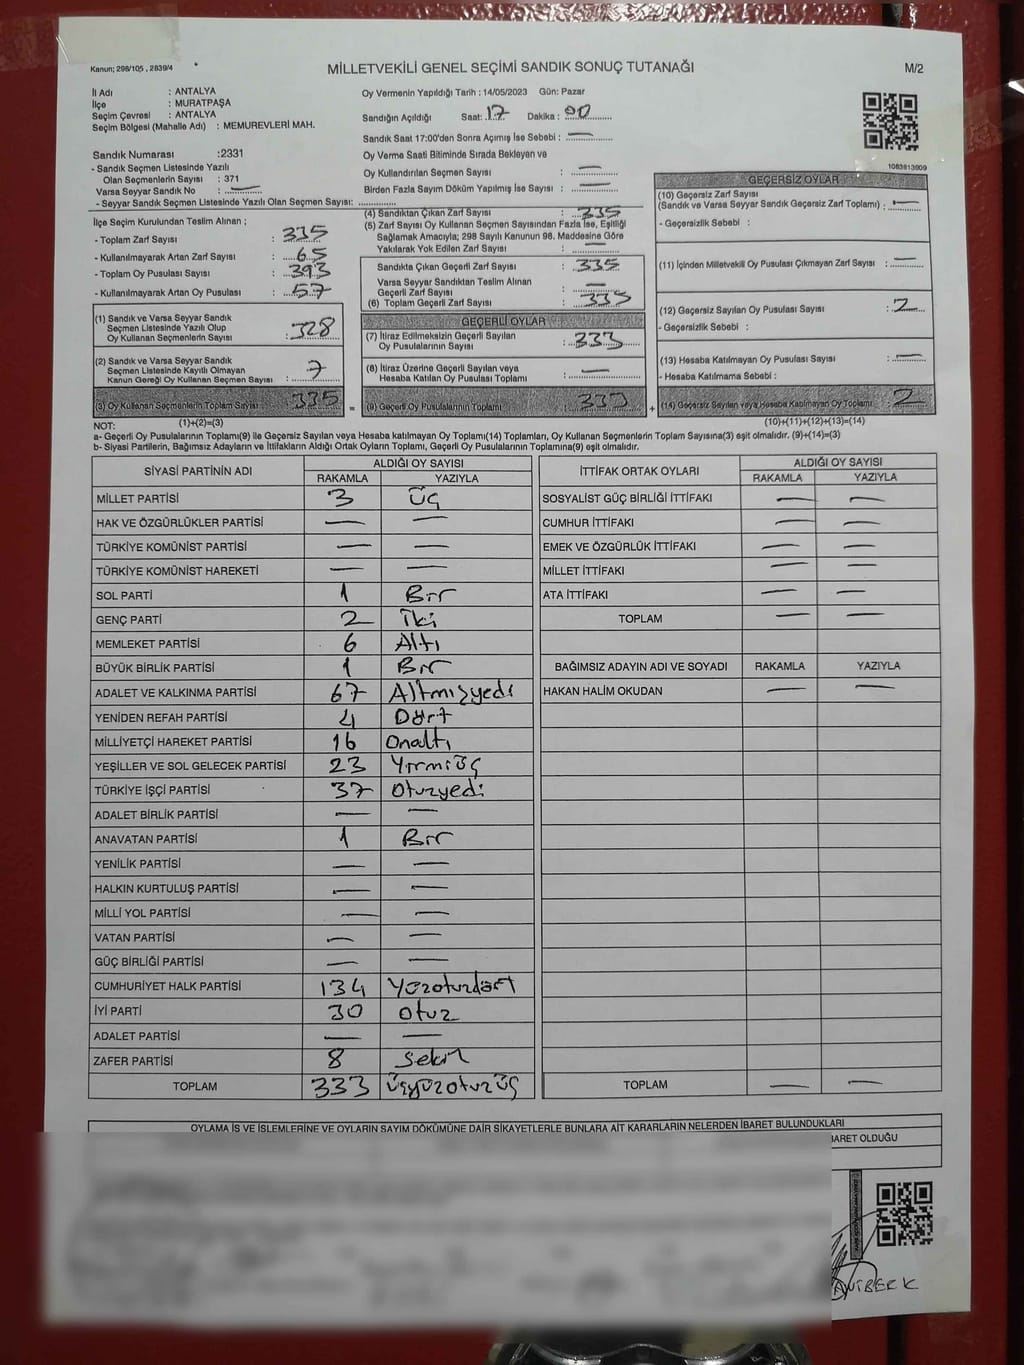 Kanun; 298/105 , 2839/4
MİLLETVEKİLİ GENEL SEÇİMİ SANDIK SONUÇ TUTANAĞI
M/2
İl Adı : ANTALYA
İlçe : MURATPAŞA
Seçim Çevresi : ANTALYA
Seçim Bölgesi (Mahalle Adı) : MEMUREVLERİ MAH.
Sandık Numarası :2331
- Sandık Seçmen Listesinde Yazılı
Olan Seçmenlerin Sayısı : 371
Varsa Seyyar Sandık No : —
- Seyyar Sandık Seçmen Listesinde Yazılı Olan Seçmen Sayısı:
Oy Vermenin Yapıldığı Tarih : 14/05/2023 Gün: Pazar
Sandığın Açıldığı Saat: 17 Dakika : 00
Sandık Saat 17:00'den Sonra Açımış İse Sebebi : —
Oy Verme Saati Bitiminde Sırada Bekleyen ve
Oy Kullandırılan Seçmen Sayısı : —
Birden Fazla Sayım Döküm Yapılmış İse Sayısı : —
1083813909
İlçe Seçim Kurulundan Teslim Alınan ;
- Toplam Zarf Sayısı : 335
- Kullanılmayarak Artan Zarf Sayısı : 65
- Toplam Oy Pusulası Sayısı : 393
- Kullanılmayarak Artan Oy Pusulası : 57
(1) Sandık ve Varsa Seyyar Sandık
Seçmen Listesinde Yazılı Olup
Oy Kullanan Seçmenlerin Sayısı : 328
(2) Sandık ve Varsa Seyyar Sandık
Seçmen Listesinde Kayıtlı Olmayan
Kanun Gereği Oy Kullanan Seçmen Sayısı : 7
(3) Oy Kullanan Seçmenlerin Toplam Sayısı : 335 =
(4) Sandıktan Çıkan Zarf Sayısı : 335
(5) Zarf Sayısı Oy Kullanan Seçmen Sayısından Fazla İse, Eşitliği
Sağlamak Amacıyla; 298 Sayılı Kanunun 98. Maddesine Göre
Yakılarak Yok Edilen Zarf Sayısı : —
Sandıkta Çıkan Geçerli Zarf Sayısı : 335
Varsa Seyyar Sandıktan Teslim Alınan
Geçerli Zarf Sayısı : —
(6) Toplam Geçerli Zarf Sayısı : 335
GEÇERLİ OYLAR
(7) İtiraz Edilmeksizin Geçerli Sayılan
Oy Pusulalarının Sayısı : 333
(8) İtiraz Üzerine Geçerli Sayılan veya
Hesaba Katılan Oy Pusulası Toplamı : —
(9) Geçerli Oy Pusulalarının Toplamı : 333 +
GEÇERSİZ OYLAR
(10) Geçersiz Zarf Sayısı
(Sandık ve Varsa Seyyar Sandık Geçersiz Zarf Toplamı) : —
- Geçersizlik Sebebi :
(11) İçinden Milletvekili Oy Pusulası Çıkmayan Zarf Sayısı : —
(12) Geçersiz Sayılan Oy Pusulası Sayısı : 2
- Geçersizlik Sebebi :
(13) Hesaba Katılmayan Oy Pusulası Sayısı : —
- Hesaba Katılmama Sebebi :
(14) Geçersiz Sayılan veya Hesaba Katılmayan Oy Toplamı : 2
NOT: (1)+(2)=(3) (10)+(11)+(12)+(13)=(14)
a- Geçerli Oy Pusulalarının Toplamı(9) ile Geçersiz Sayılan veya Hesaba katılmayan Oy Toplamı(14) Toplamları, Oy Kullanan Seçmenlerin Toplam Sayısına(3) eşit olmalıdır. (9)+(14)=(3)
b- Siyasi Partilerin, Bağımsız Adayların ve İttifakların Aldığı Ortak Oyların Toplamı, Geçerli Oy Pusulalarının Toplamına(9) eşit olmalıdır.
SİYASİ PARTİNİN ADI ALDIĞI OY SAYISI
RAKAMLA YAZIYLA
MİLLET PARTİSİ 3 Üç
HAK VE ÖZGÜRLÜKLER PARTİSİ — —
TÜRKİYE KOMÜNİST PARTİSİ — —
TÜRKİYE KOMÜNİST HAREKETİ — —
SOL PARTİ 1 Bir
GENÇ PARTİ 2 İki
MEMLEKET PARTİSİ 6 Altı
BÜYÜK BİRLİK PARTİSİ 1 Bir
ADALET VE KALKINMA PARTİSİ 67 Altmışyedi
YENİDEN REFAH PARTİSİ 4 Dört
MİLLİYETÇİ HAREKET PARTİSİ 16 Onaltı
YEŞİLLER VE SOL GELECEK PARTİSİ 23 Yirmiüç
TÜRKİYE İŞÇİ PARTİSİ 37 Otuzyedi
ADALET BİRLİK PARTİSİ — —
ANAVATAN PARTİSİ 1 Bir
YENİLİK PARTİSİ — —
HALKIN KURTULUŞ PARTİSİ — —
MİLLİ YOL PARTİSİ — —
VATAN PARTİSİ — —
GÜÇ BİRLİĞİ PARTİSİ — —
CUMHURİYET HALK PARTİSİ 134 Yüzotuzdört
İYİ PARTİ 30 Otuz
ADALET PARTİSİ — —
ZAFER PARTİSİ 8 Sekiz
TOPLAM 333 Üçyüzotuzüç
İTTİFAK ORTAK OYLARI ALDIĞI OY SAYISI
RAKAMLA YAZIYLA
SOSYALİST GÜÇ BİRLİĞİ İTTİFAKI — —
CUMHUR İTTİFAKI — —
EMEK VE ÖZGÜRLÜK İTTİFAKI — —
MİLLET İTTİFAKI — —
ATA İTTİFAKI — —
TOPLAM — —
BAĞIMSIZ ADAYIN ADI VE SOYADI RAKAMLA YAZIYLA
HAKAN HALİM OKUDAN — —
TOPLAM — —
OYLAMA İŞ VE İŞLEMLERİNE VE OYLARIN SAYIM DÖKÜMÜNE DAİR ŞİKAYETLERLE BUNLARA AİT KARARLARIN NELERDEN İBARET BULUNDUKLARI
BARET OLDUĞU